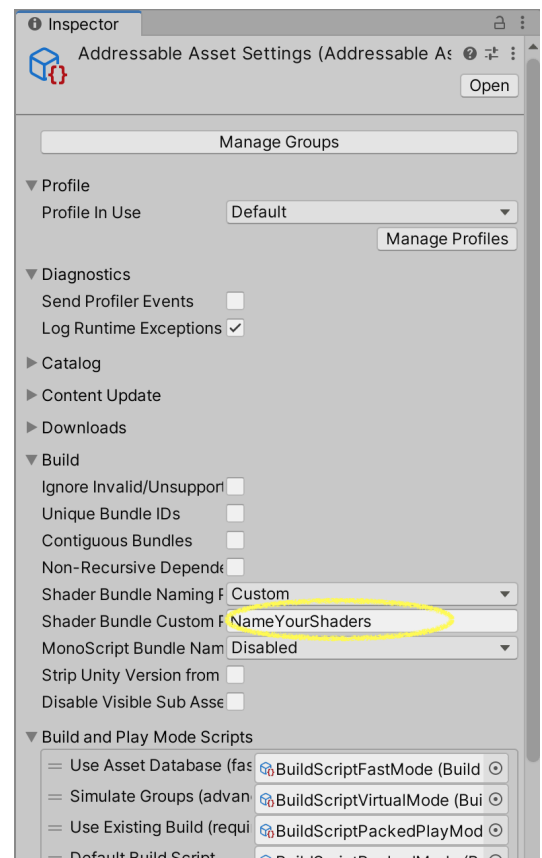 Inspector
Addressable Asset Settings (Addressable As
Open
Manage Groups
Profile
Profile In Use Default
Manage Profiles
Diagnostics
Send Profiler Events
Log Runtime Exceptions
Catalog
Content Update
Downloads
Build
Ignore Invalid/Unsupport
Unique Bundle IDs
Contiguous Bundles
Non-Recursive Depende
Shader Bundle Naming P Custom
Shader Bundle Custom P NameYourShaders
MonoScript Bundle Nam Disabled
Strip Unity Version from
Disable Visible Sub Asse
Build and Play Mode Scripts
Use Asset Database (fas BuildScriptFastMode (Build
Simulate Groups (advan BuildScriptVirtualMode (Bui
Use Existing Build (requi BuildScriptPackedPlayMod
Default Build Script BuildScriptPackedMode (B